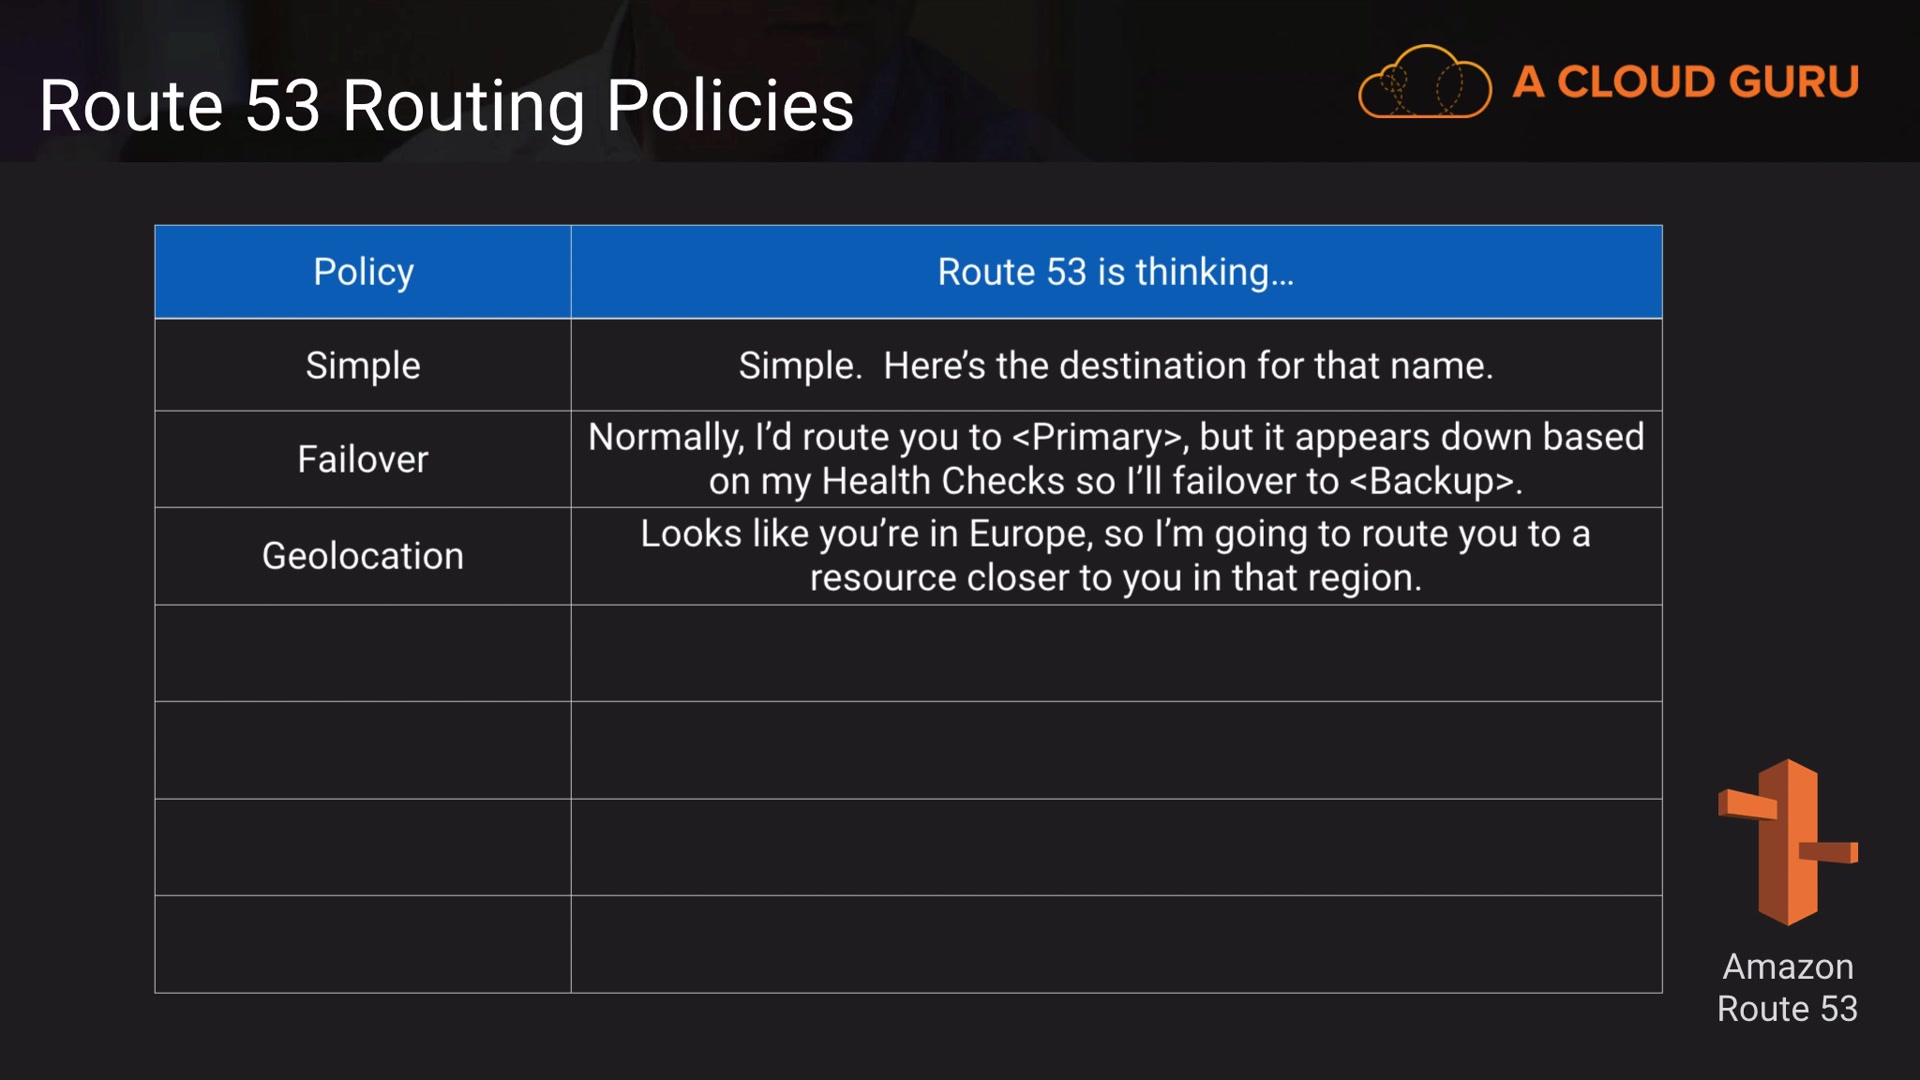 Route 53 Routing Policies
A CLOUD GURU
Policy
Route 53 is thinking...
Simple
Simple.  Here’s the destination for that name.
Failover
Normally, I’d route you to <Primary>, but it appears down based
on my Health Checks so I’ll failover to <Backup>.
Geolocation
Looks like you’re in Europe, so I’m going to route you to a
resource closer to you in that region.
Amazon
Route 53